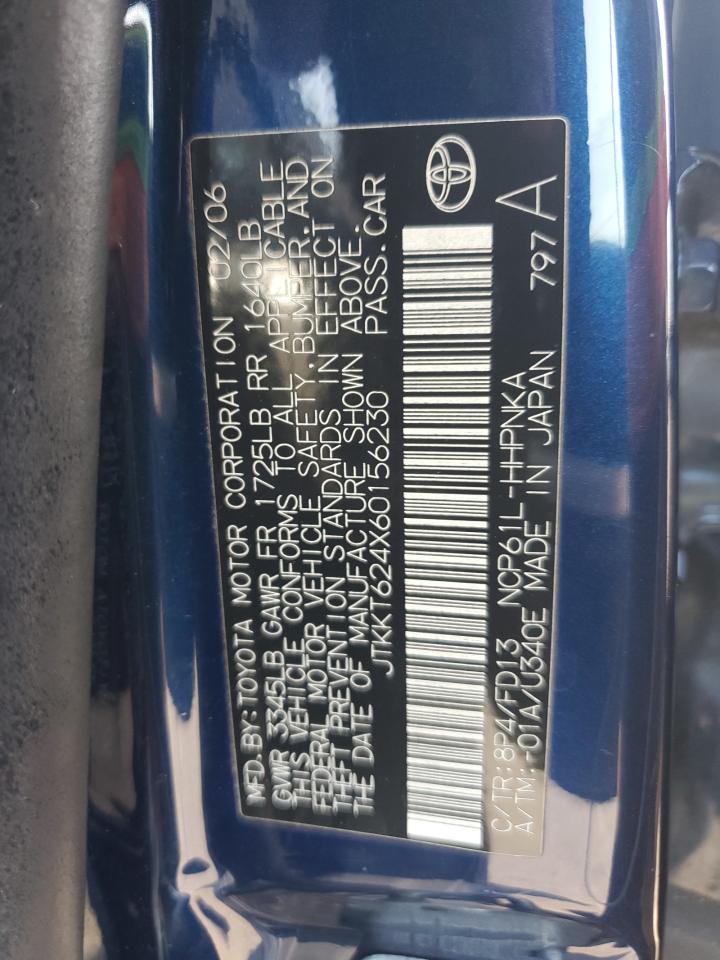 MFD.BY:TOYOTA MOTOR CORPORATION 02/06
GVWR 3345LB GAWR FR 1725LB RR 1640LB
THIS VEHICLE CONFORMS TO ALL APPLICABLE
FEDERAL MOTOR VEHICLE SAFETY.BUMPER.AND
THEFT PREVENTION STANDARDS IN EFFECT ON
THE DATE OF MANUFACTURE SHOWN ABOVE.
JTKKT624X60156230 PASS.CAR
C/TR:8P4/FD13 NCP61L-HHPNKA 797A
A/TM:-01A/U340E MADE IN JAPAN